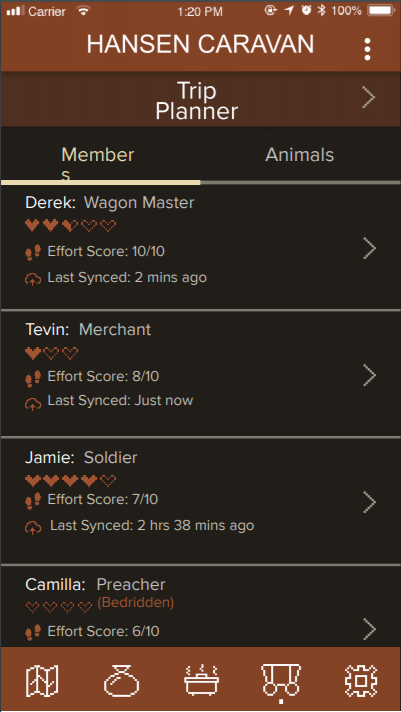 Carrier 1:20 PM 100%
HANSEN CARAVAN
Trip
Planner
Member
s
Animals
Derek: Wagon Master
Effort Score: 10/10
Last Synced: 2 mins ago
Tevin: Merchant
Effort Score: 8/10
Last Synced: Just now
Jamie: Soldier
Effort Score: 7/10
Last Synced: 2 hrs 38 mins ago
Camilla: Preacher
(Bedridden)
Effort Score: 6/10